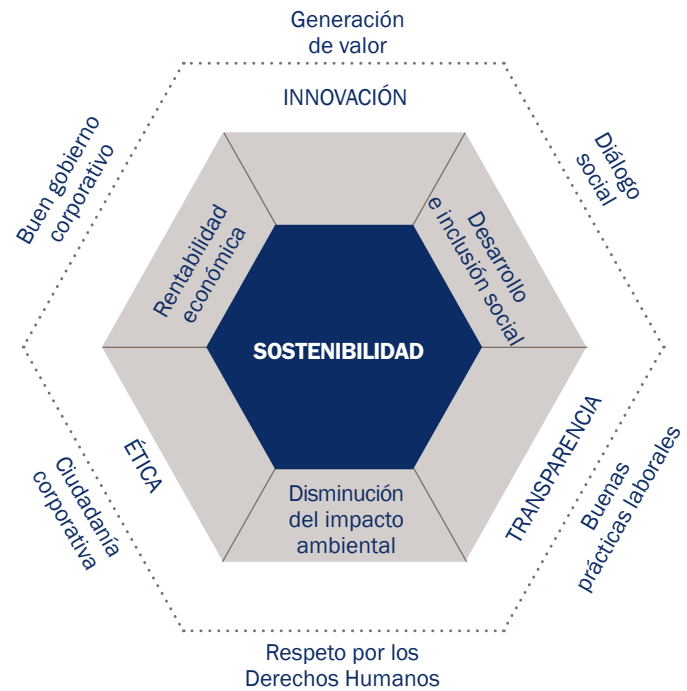 Generación
de valor
INNOVACIÓN
Buen gobierno
corporativo
Diálogo
social
Rentabilidad
económica
Desarrollo
e inclusión social
SOSTENIBILIDAD
ÉTICA
Ciudadanía
corporativa
TRANSPARENCIA
Buenas
prácticas laborales
Disminución
del impacto
ambiental
Respeto por los
Derechos Humanos